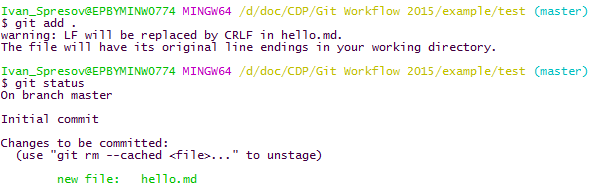 Ivan_Spresov@EPBYMINW0774 MINGW64 /d/doc/CDP/Git Workflow 2015/example/test (master)
$ git add .
warning: LF will be replaced by CRLF in hello.md.
The file will have its original line endings in your working directory.

Ivan_Spresov@EPBYMINW0774 MINGW64 /d/doc/CDP/Git Workflow 2015/example/test (master)
$ git status
On branch master

Initial commit

Changes to be committed:
  (use "git rm --cached <file>..." to unstage)

        new file:   hello.md